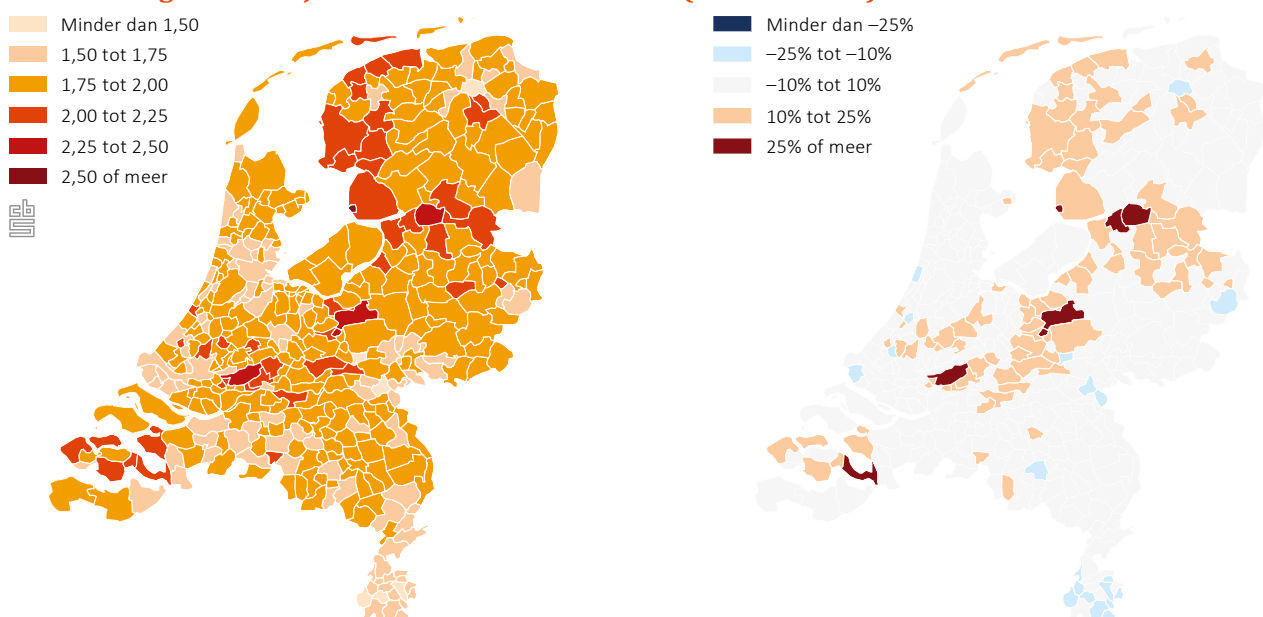 Minder dan 1,50
1,50 tot 1,75
1,75 tot 2,00
2,00 tot 2,25
2,25 tot 2,50
2,50 of meer
Minder dan –25%
–25% tot –10%
–10% tot 10%
10% tot 25%
25% of meer